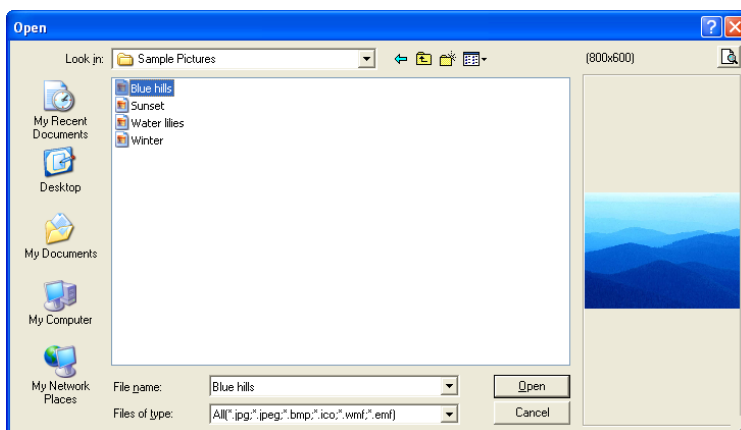 Open
Look in: Sample Pictures (800x600)
Blue hills
Sunset
Water lilies
Winter
My Recent
Documents
Desktop
My Documents
My Computer
My Network
Places
File name: Blue hills Open
Files of type: All(*.jpg;*.jpeg;*.bmp;*.ico;*.wmf;*.emf) Cancel